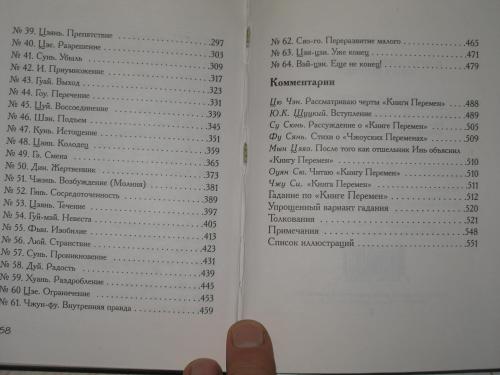 № 39. Цзянь. Препятствие 297
№ 40. Цзе. Разрешение 303
№ 41. Сунь. Убыль 309
№ 42. И. Приумножение 317
№ 43. Гуай. Выход 323
№ 44. Гоу. Перечение 331
№ 45. Цуй. Воссоединение 339
№ 46. Шэн. Подъем 345
№ 47. Кунь. Истощение 351
№ 48. Цзин. Колодец 359
№ 49. Гэ. Смена 365
№ 50. Дин. Жертвенник 373
№ 51. Чжэнь. Возбуждение (Молния) 381
№ 52. Гэнь. Сосредоточенность 389
№ 53. Цзянь. Течение 397
№ 54. Гуй-мэй. Невеста 405
№ 55. Фын. Изобилие 413
№ 56. Люй. Странствие 423
№ 57. Сунь. Проникновение 431
№ 58. Дуй. Радость 439
№ 59. Хуань. Раздробление 445
№ 60 Цзе. Ограничение 453
№ 61. Чжун-фу. Внутренняя правда 459
58
№ 62. Сяо-го. Переразвитие малого 465
№ 63. Цзи-цзи. Уже конец 471
№ 64. Вэй-цзи. Еще не конец! 479
Комментарии
Цю Чэн. Рассматриваю черты «Книги Перемен» 488
Ю.К. Щуцкий. Вступление 489
Су Сюнь. Рассуждение о «Книге Перемен» 505
Фу Сянь. Стихи о «Чжоуских Переменах» 509
Мын Цзяо. После того как отшельник Инь объяснил
«Книгу Перемен» 510
Оуян Сю. Читаю «Книгу Перемен» 510
Чжу Си. «Книга Перемен» 511
Гадание по «Книге Перемен» 512
Упрощенный вариант гадания 520
Толкования 521
Примечания 548
Список иллюстраций 551